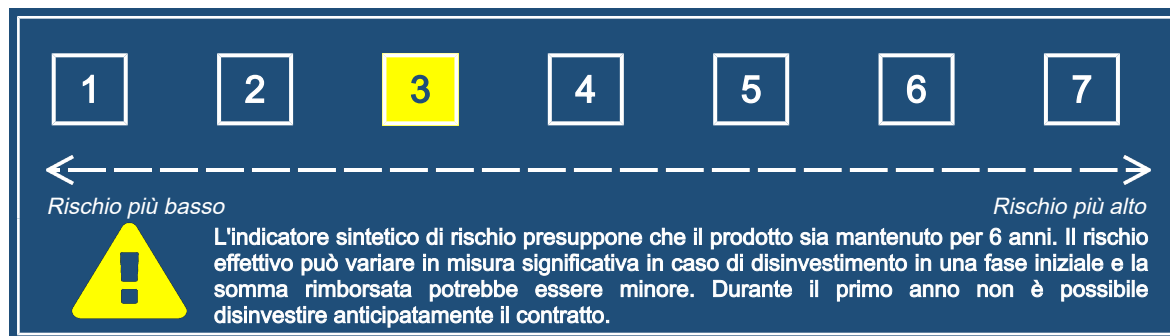 1 2 3 4 5 6 7
Rischio più basso Rischio più alto
L'indicatore sintetico di rischio presuppone che il prodotto sia mantenuto per 6 anni. Il rischio
effettivo può variare in misura significativa in caso di disinvestimento in una fase iniziale e la
somma rimborsata potrebbe essere minore. Durante il primo anno non è possibile
disinvestire anticipatamente il contratto.